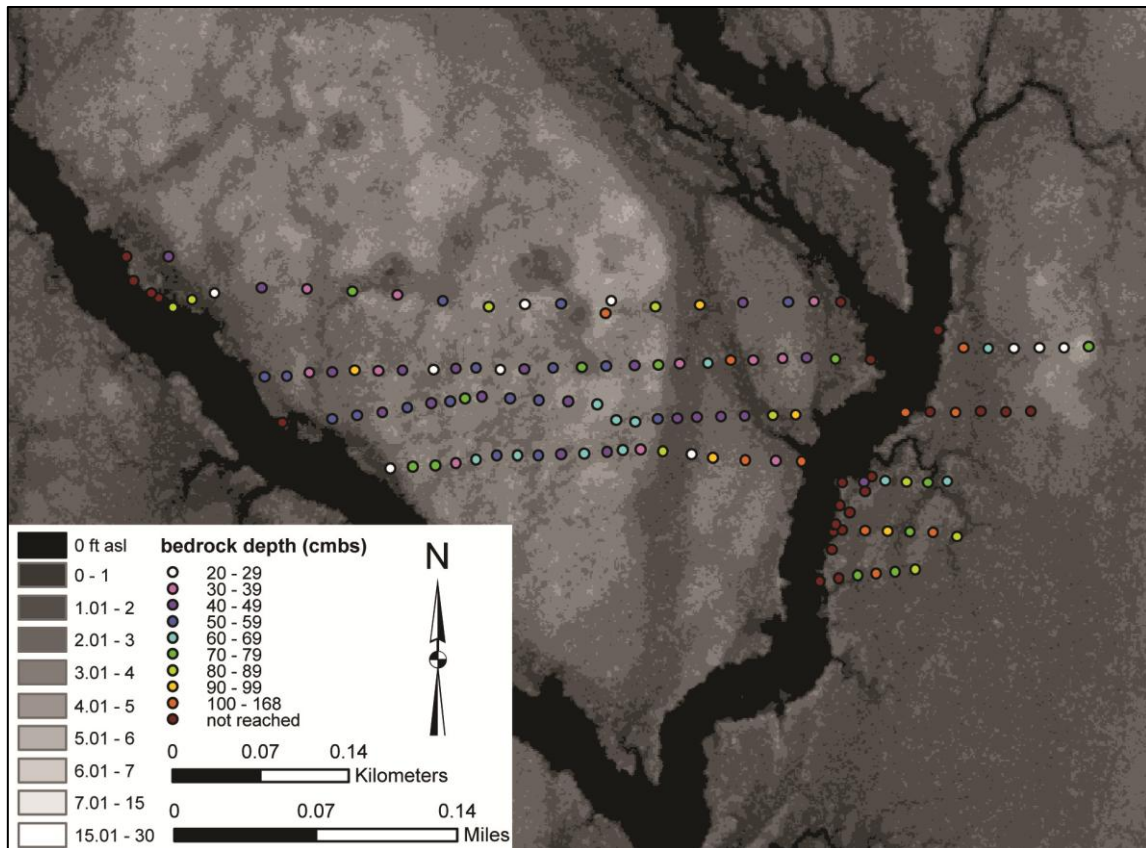 0 ft asl
0 - 1
1.01 - 2
2.01 - 3
3.01 - 4
4.01 - 5
5.01 - 6
6.01 - 7
7.01 - 15
15.01 - 30
bedrock depth (cmbs)
20 - 29
30 - 39
40 - 49
50 - 59
60 - 69
70 - 79
80 - 89
90 - 99
100 - 168
not reached
N
0 0.07 0.14
Kilometers
0 0.07 0.14
Miles